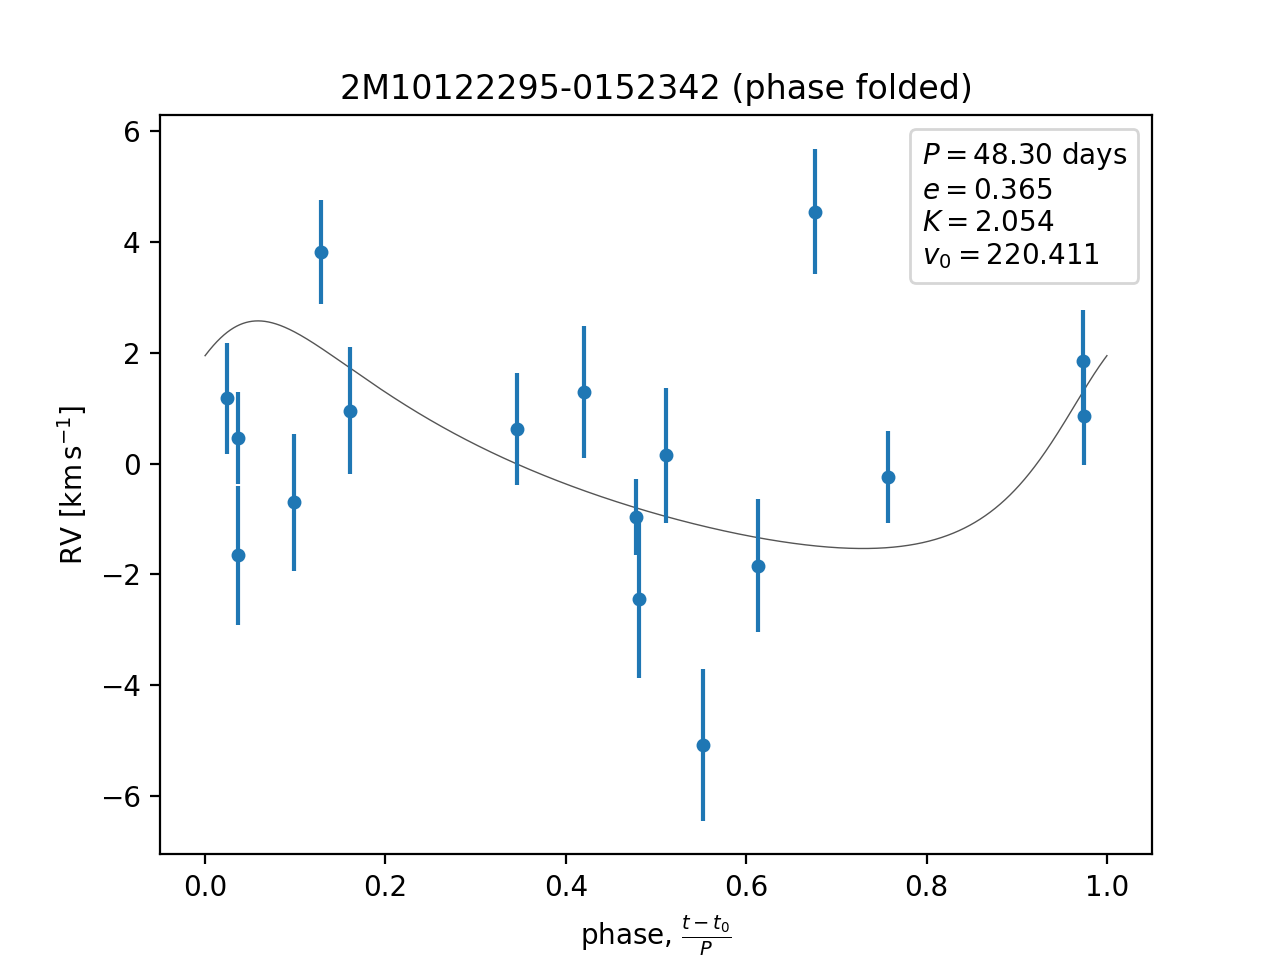 2M10122295-0152342 (phase folded)
P = 48.30 days
e = 0.365
K = 2.054
v₀ = 220.411
RV [km s⁻¹]
6
4
2
0
−2
−4
−6
0.0 0.2 0.4 0.6 0.8 1.0
phase, (t − t₀)/P